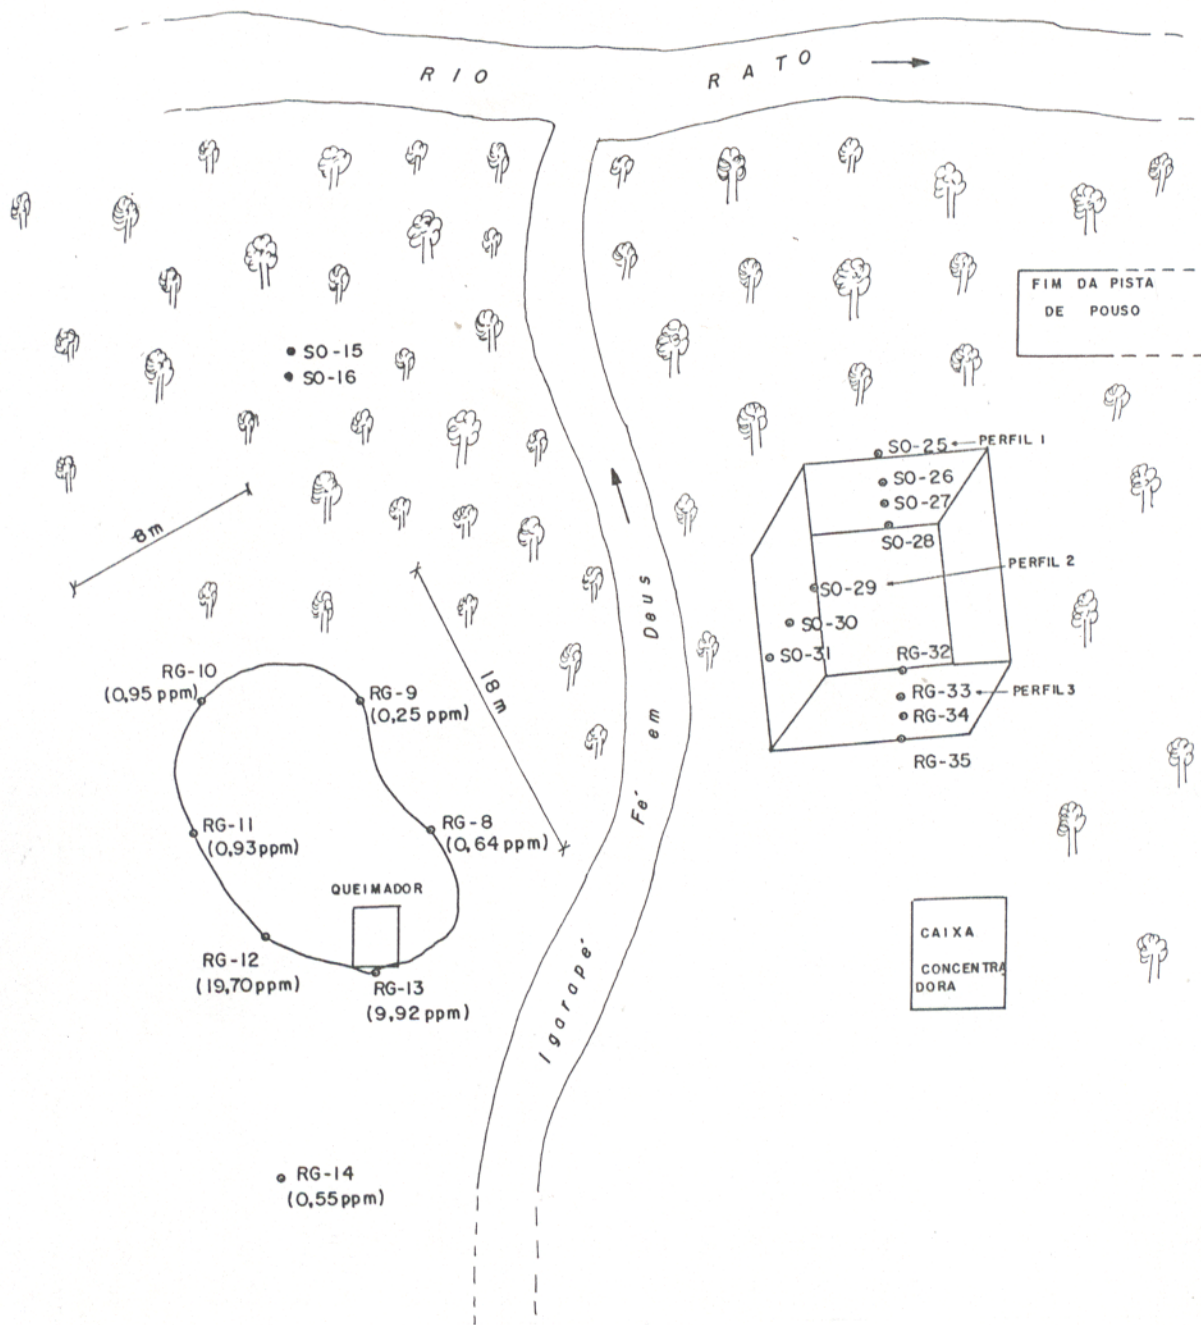 RIO RATO
FIM DA PISTA
DE POUSO
SO-15
SO-16
SO-25 PERFIL 1
SO-26
SO-27
SO-28
8m
PERFIL 2
SO-29
SO-30
SO-31
RG-32
RG-33 PERFIL 3
RG-34
RG-35
18m
RG-10
(0,95 ppm)
RG-9
(0,25 ppm)
RG-11
(0,93ppm)
RG-8
(0,64ppm)
QUEIMADOR
RG-12
(19,70ppm)
RG-13
(9,92 ppm)
Igarapé Fé em Deus
CAIXA
CONCENTRA
DORA
RG-14
(0,55ppm)